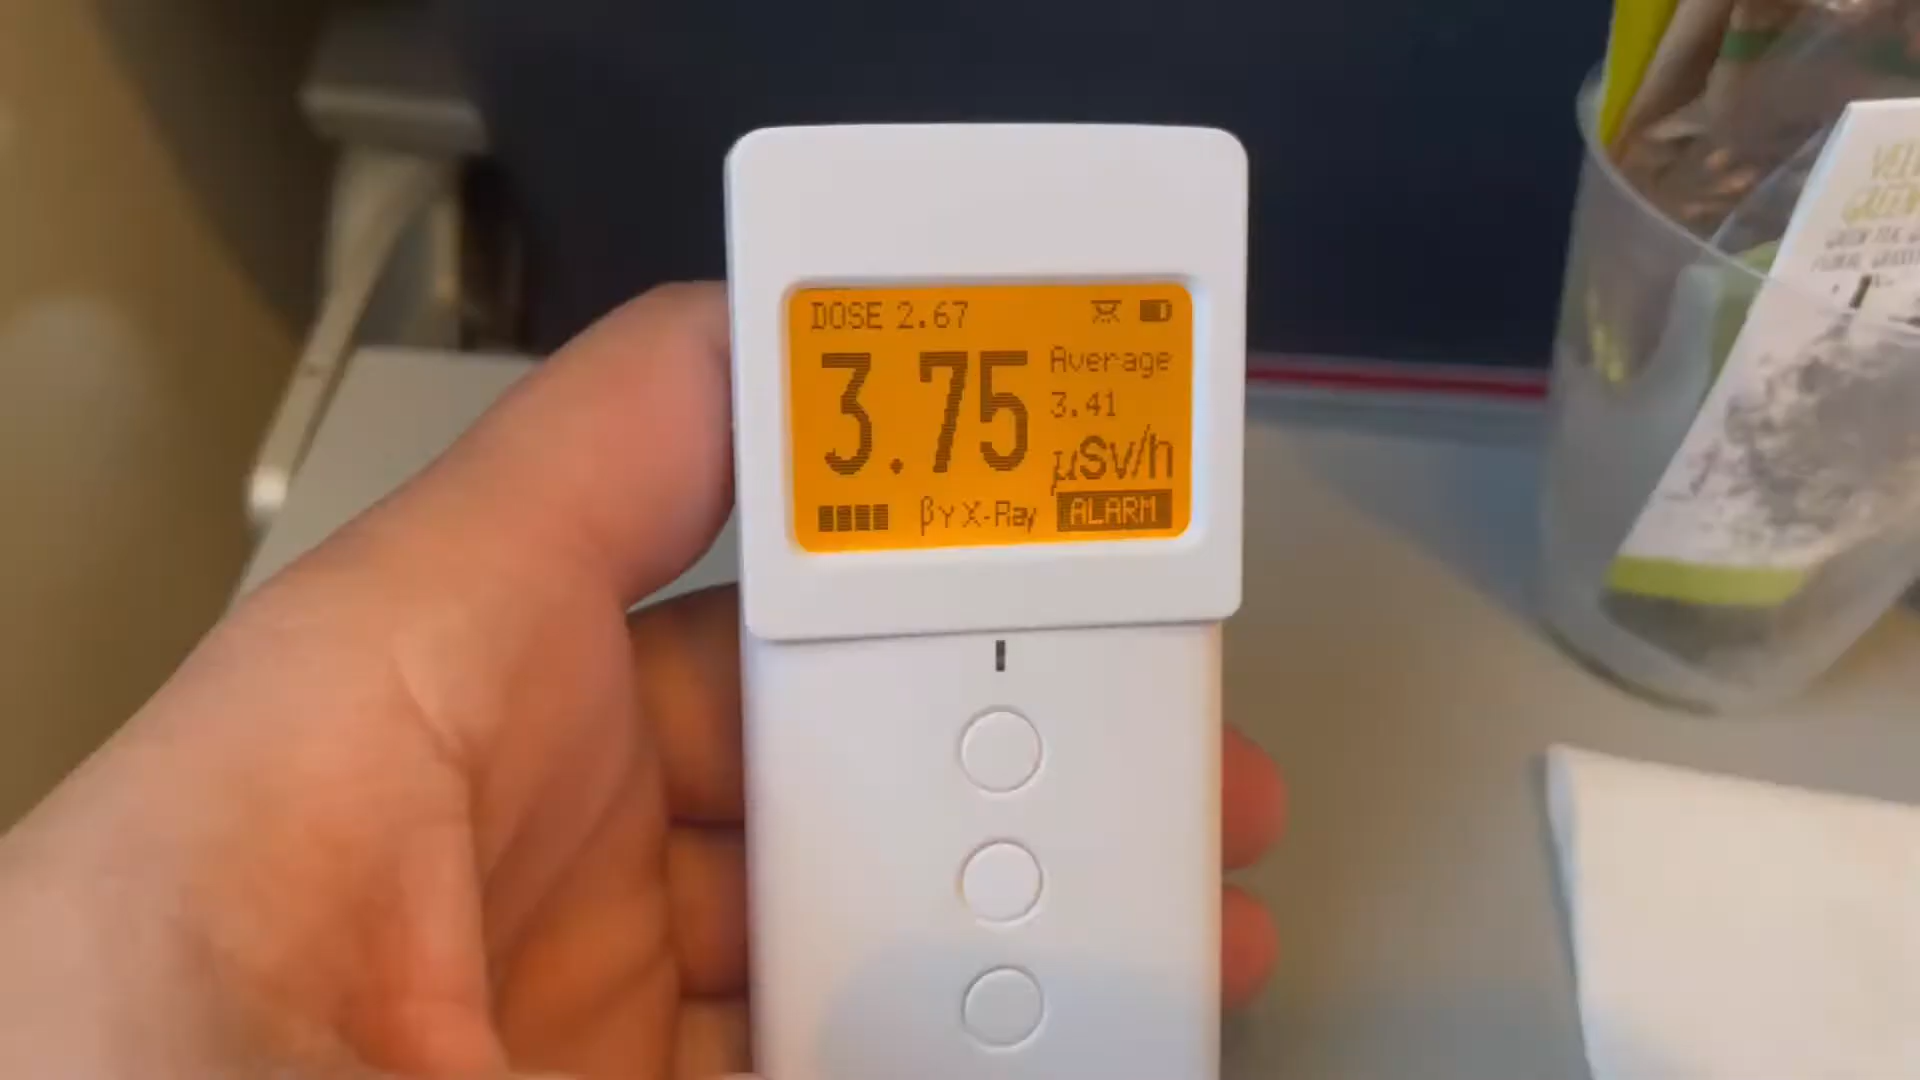 DOSE 2.67
3.75
Average
3.41
μSv/h
βγ X-Ray
ALARM